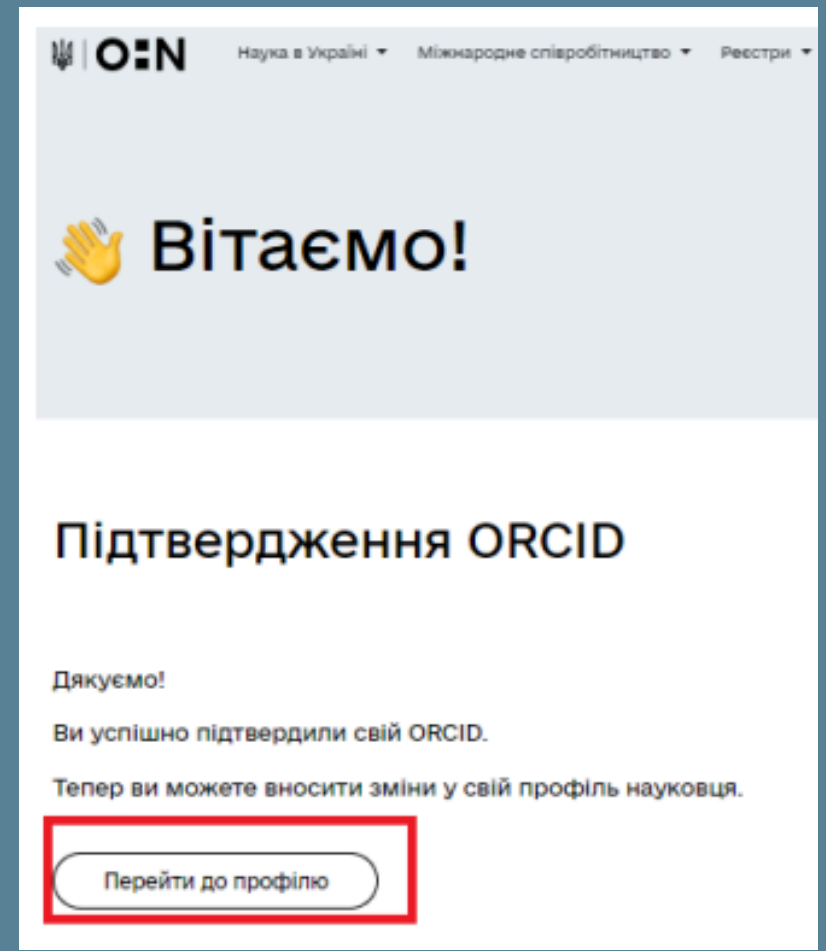 О:N Наука в Україні Міжнародне співробітництво Реєстри
Вітаємо!
Підтвердження ORCID
Дякуємо!
Ви успішно підтвердили свій ORCID.
Тепер ви можете вносити зміни у свій профіль науковця.
Перейти до профілю